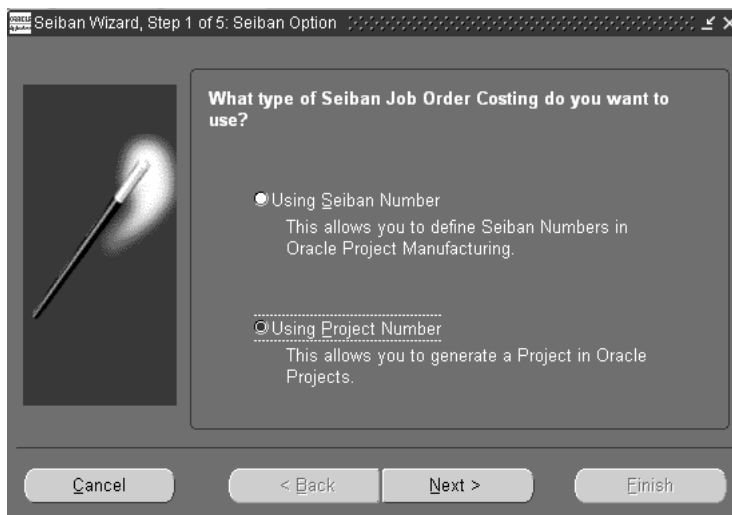 Seiban Wizard, Step 1 of 5: Seiban Option
What type of Seiban Job Order Costing do you want to
use?
Using Seiban Number
This allows you to define Seiban Numbers in
Oracle Project Manufacturing.
Using Project Number
This allows you to generate a Project in Oracle
Projects.
Cancel
< Back
Next >
Finish